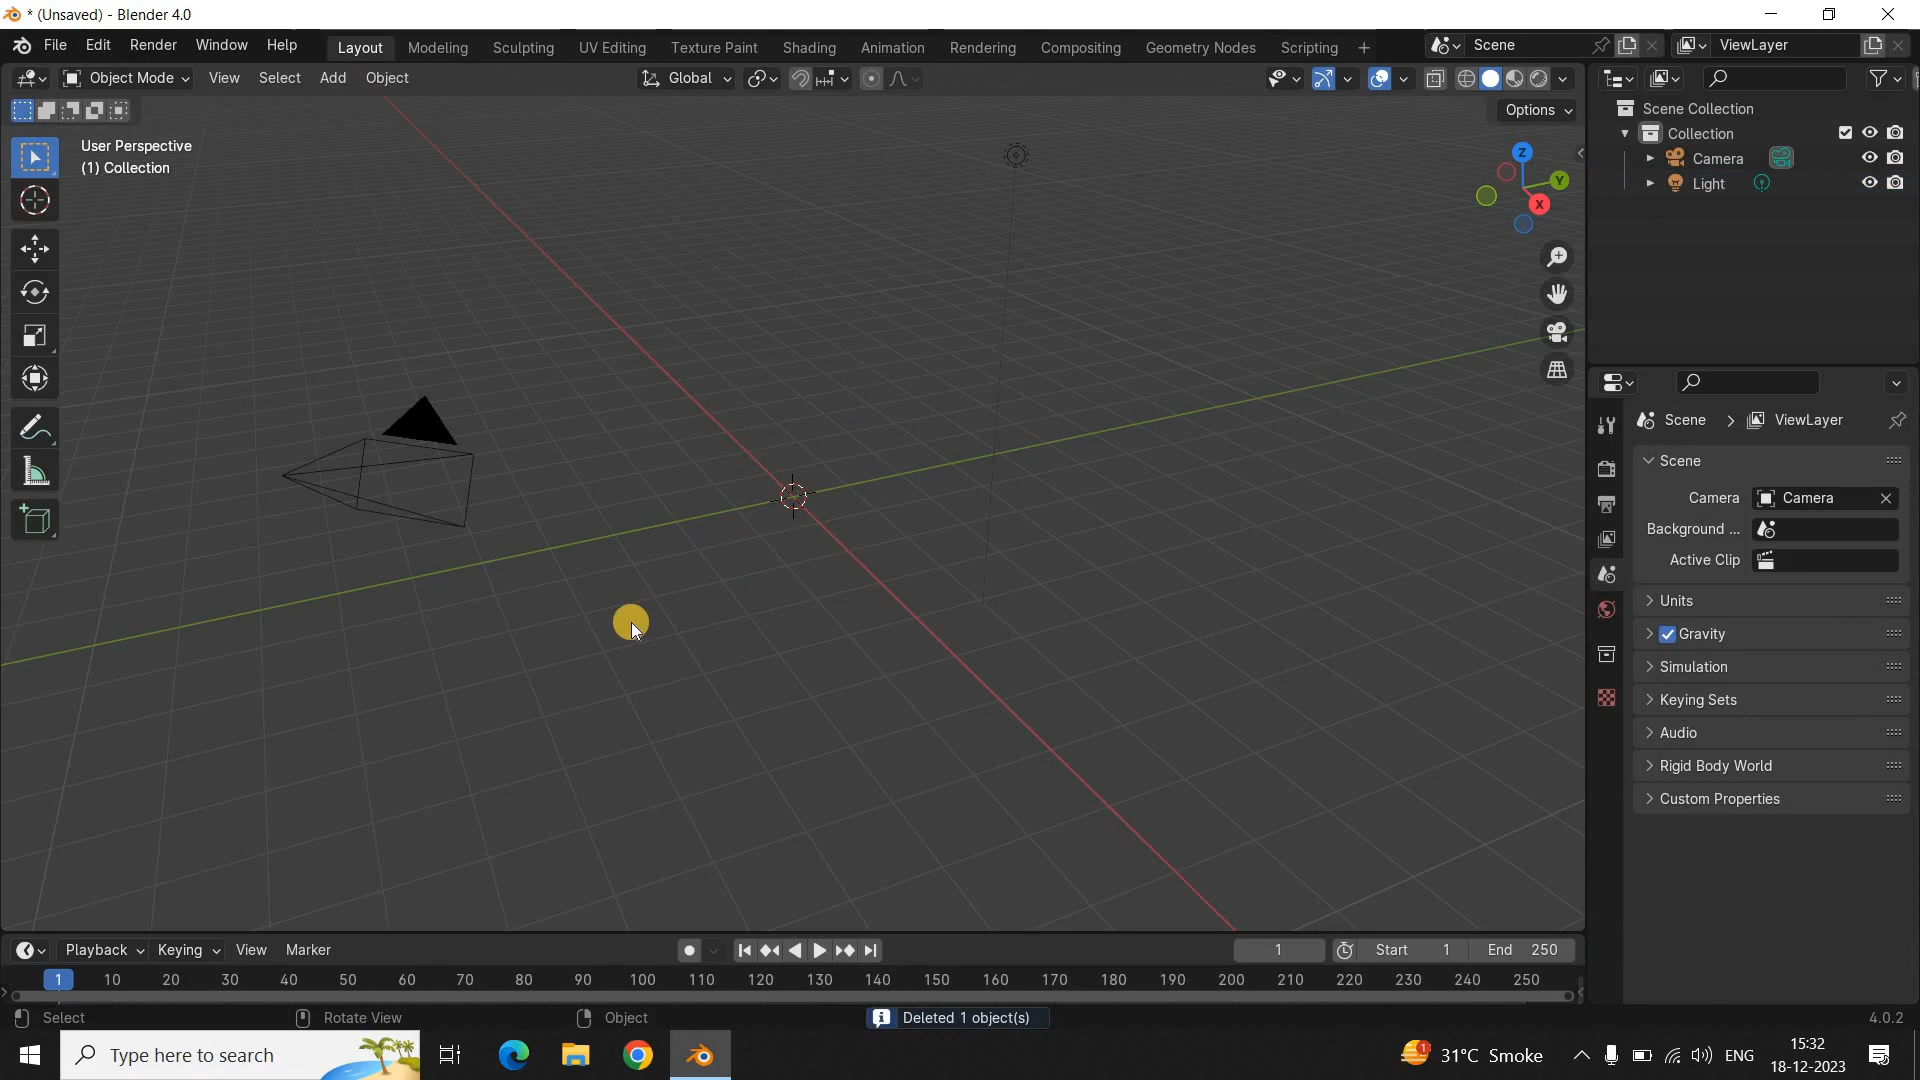 * (Unsaved) - Blender 4.0
File Edit Render Window Help Layout Modeling Sculpting UV Editing Texture Paint Shading Animation Rendering Compositing Geometry Nodes Scripting + Scene ViewLayer
Object Mode View Select Add Object Global
Options
User Perspective
(1) Collection
Z
Y
X
Scene Collection
Collection
Camera
Light
Scene > ViewLayer
Scene
Camera Camera
Background ...
Active Clip
Units
Gravity
Simulation
Keying Sets
Audio
Rigid Body World
Custom Properties
Playback Keying View Marker 1 Start 1 End 250
1 10 20 30 40 50 60 70 80 90 100 110 120 130 140 150 160 170 180 190 200 210 220 230 240 250
Select Rotate View Object Deleted 1 object(s) 4.0.2
Type here to search
1 31°C Smoke ENG
15:32
18-12-2023